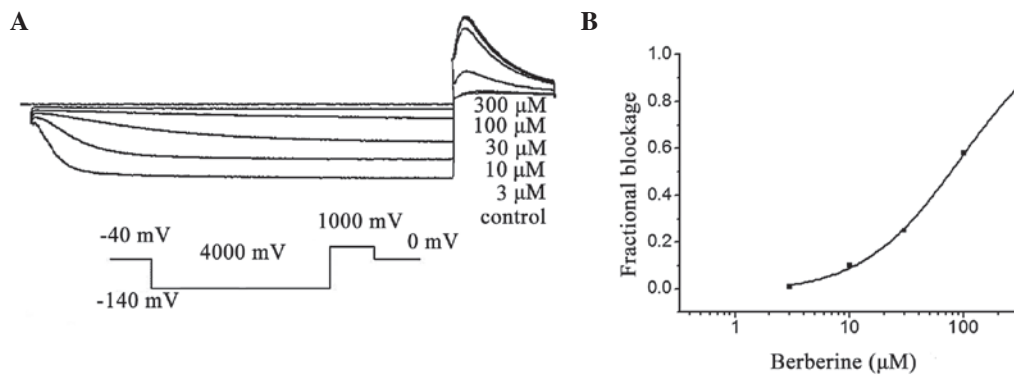 A
300 μM
100 μM
30 μM
10 μM
3 μM
control
-40 mV
4000 mV
1000 mV
0 mV
-140 mV
B
Fractional blockage
1.0
0.8
0.6
0.4
0.2
0.0
1
10
100
Berberine (μM)